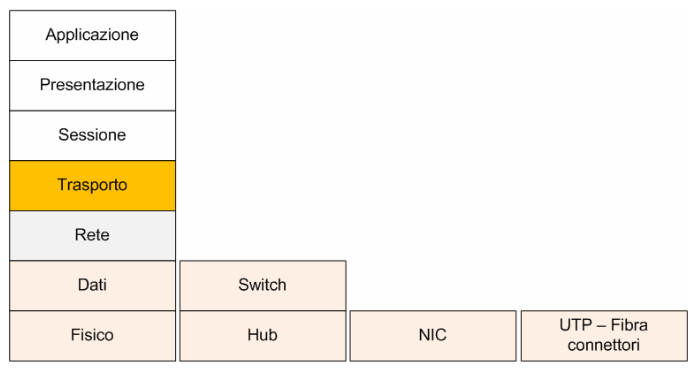 Applicazione
Presentazione
Sessione
Trasporto
Rete
Dati
Switch
Fisico
Hub
NIC
UTP – Fibra
connettori